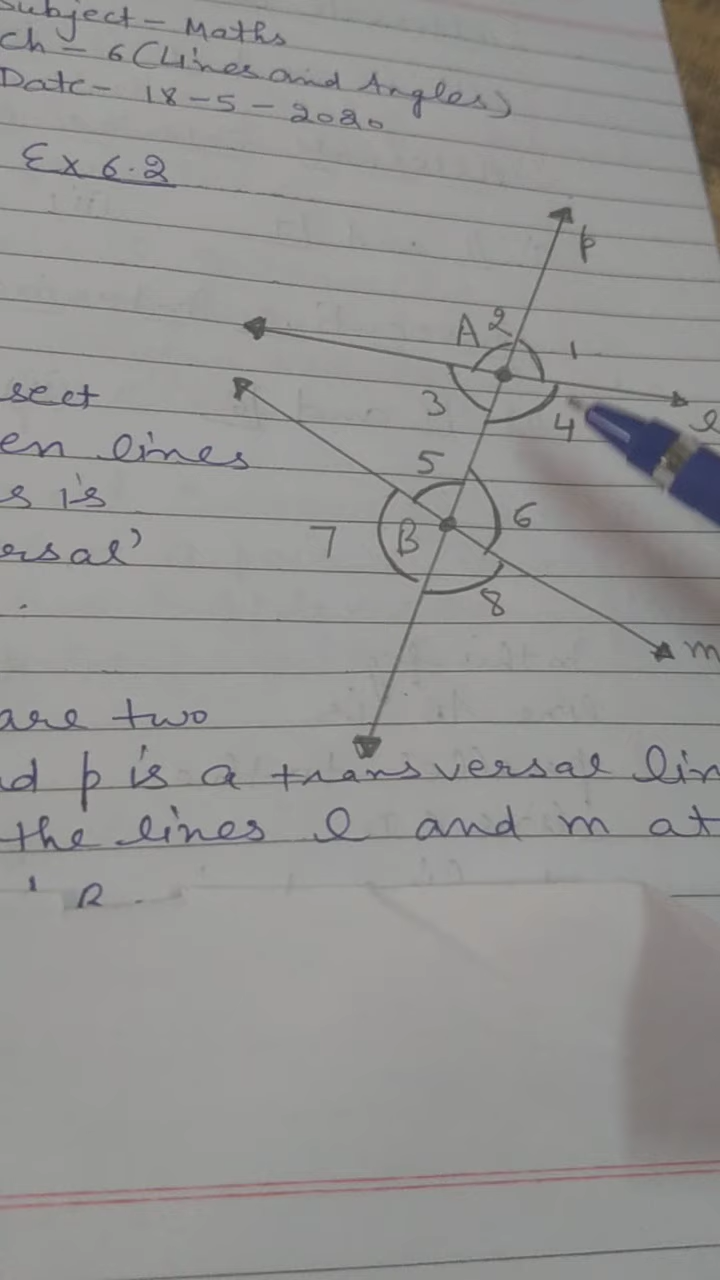 Subject - Maths
Ch - 6 (Lines and Angles)
Date - 18-5-2020
Ex 6.2
p
A 2 1
3 4 l
sect
en lines
5
s is
6
7 B
ersal'
8
m
are two
d p is a transversal lin
the lines l and m at
B.